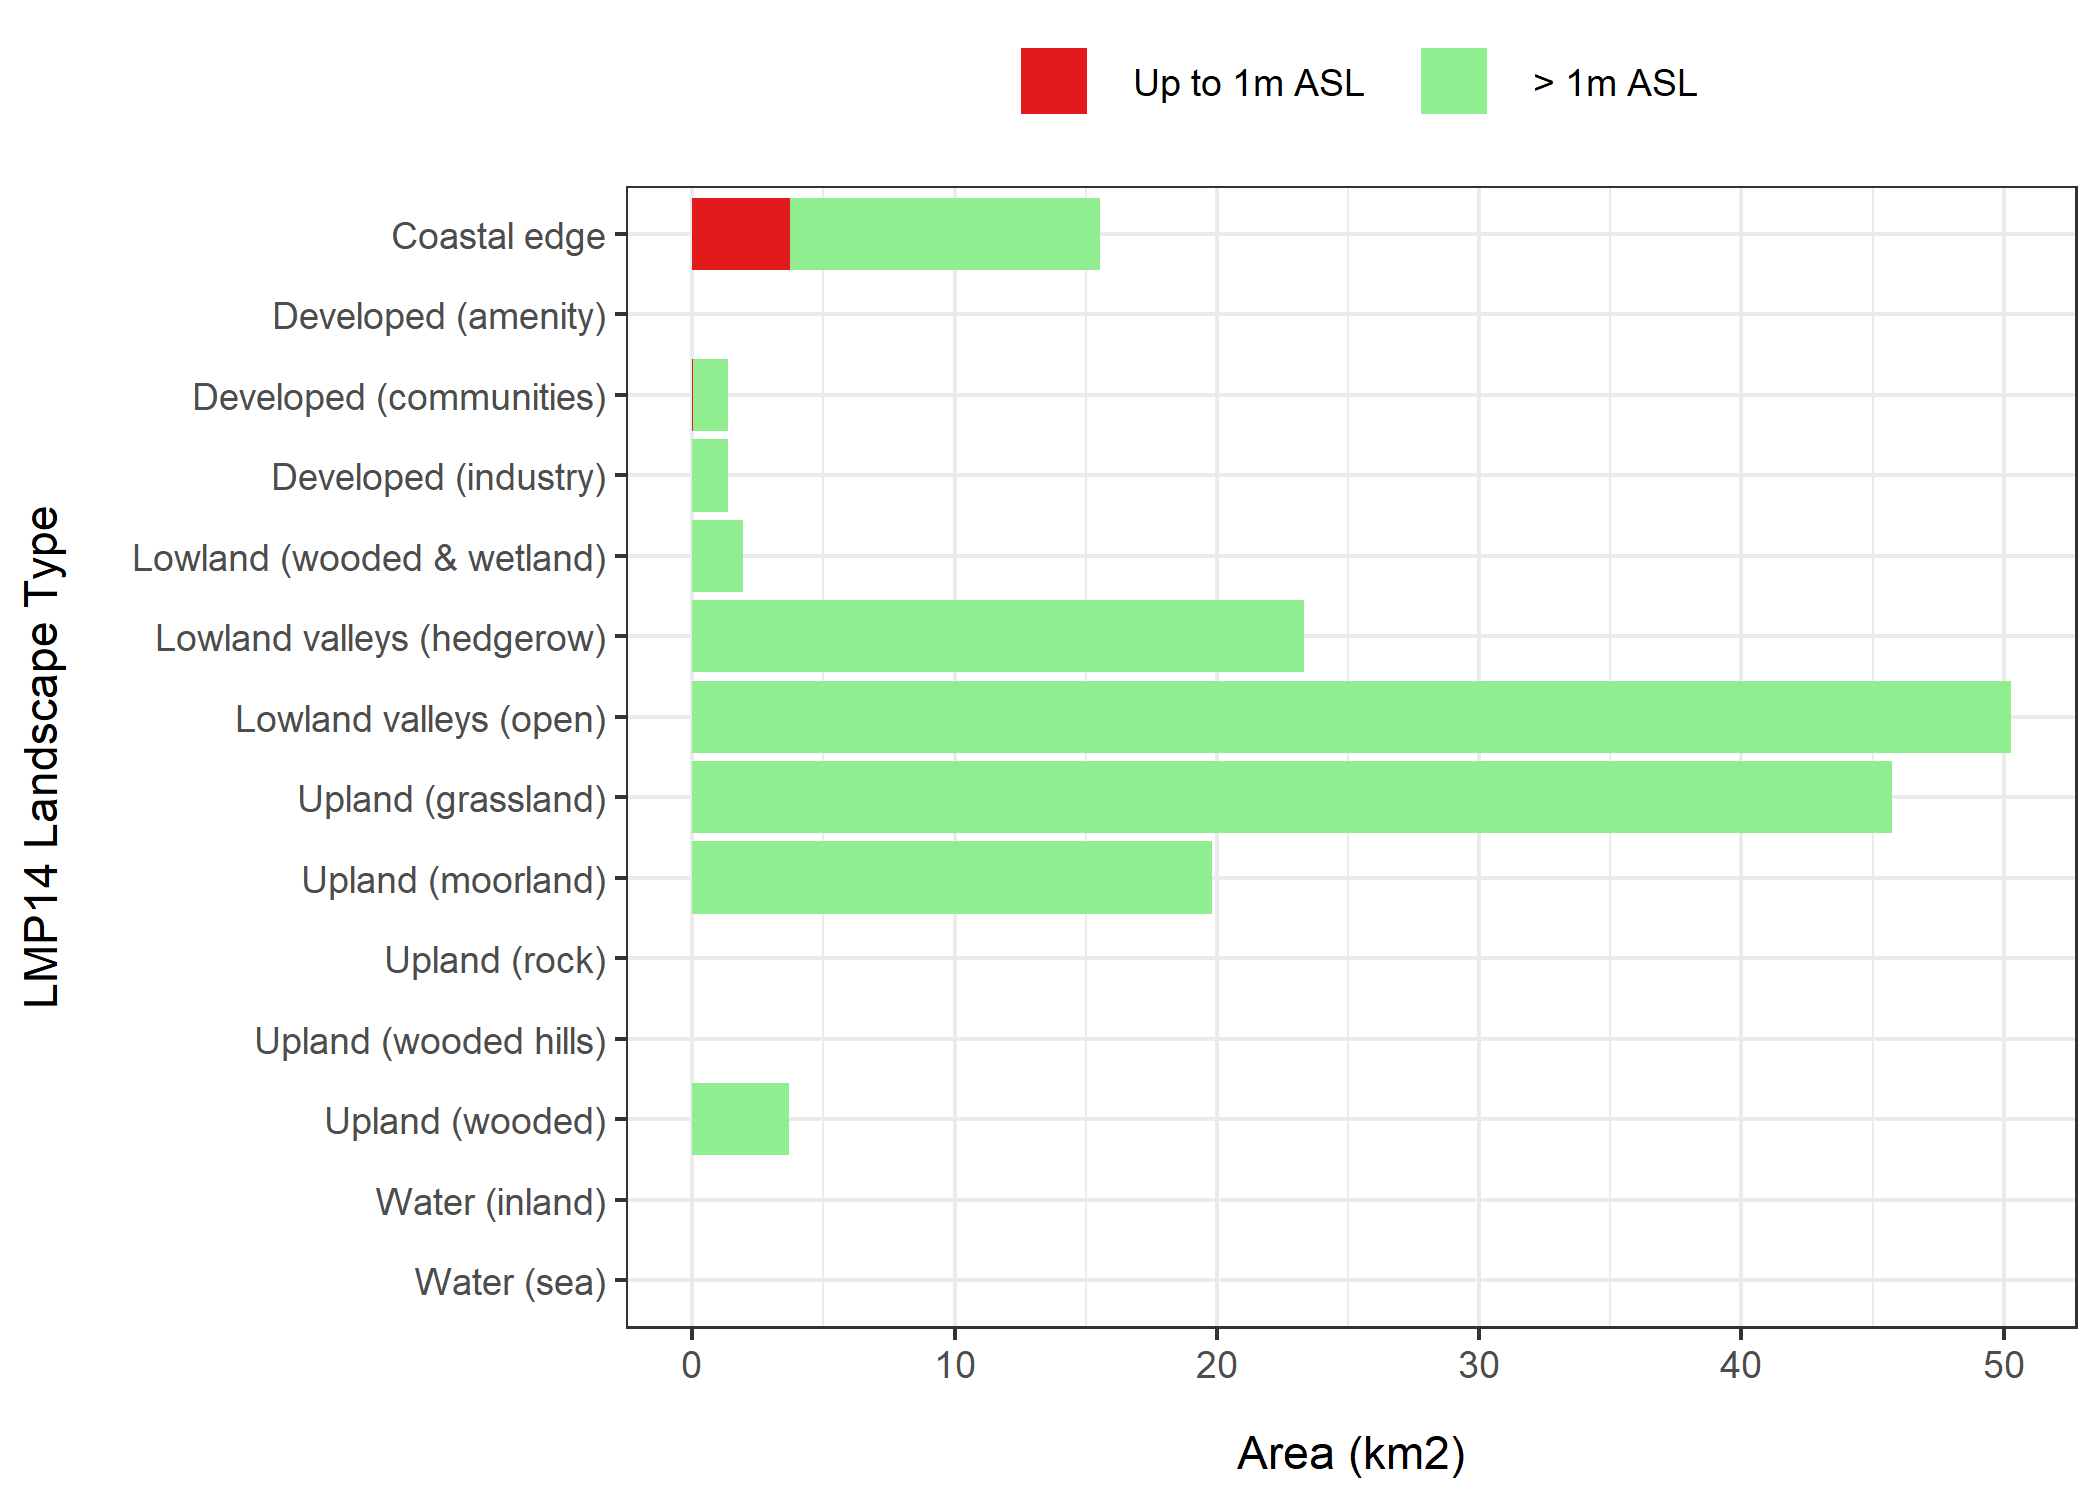 Up to 1m ASL
> 1m ASL
LMP14 Landscape Type
Coastal edge
Developed (amenity)
Developed (communities)
Developed (industry)
Lowland (wooded & wetland)
Lowland valleys (hedgerow)
Lowland valleys (open)
Upland (grassland)
Upland (moorland)
Upland (rock)
Upland (wooded hills)
Upland (wooded)
Water (inland)
Water (sea)
0 10 20 30 40 50
Area (km2)